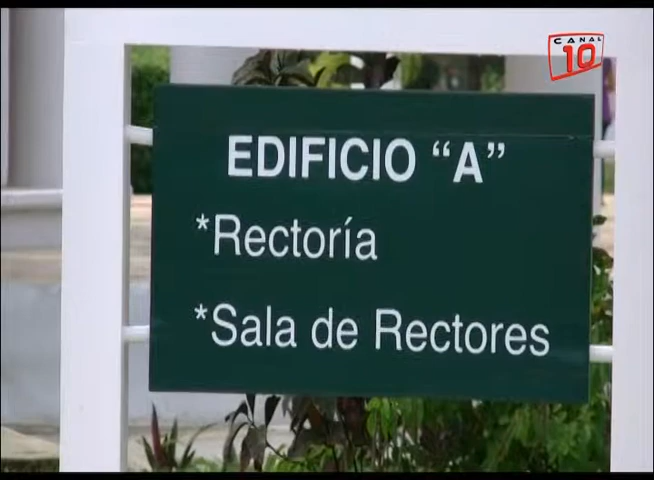 CANAL
10
EDIFICIO “A”
*Rectoría
*Sala de Rectores